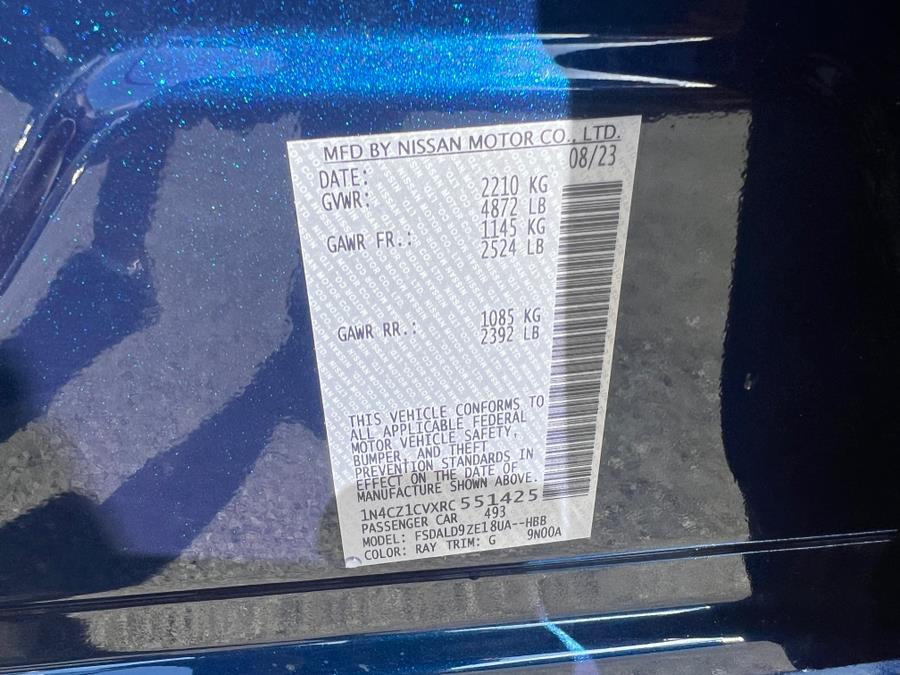 MFD BY NISSAN MOTOR CO., LTD.
DATE: 08/23
GVWR: 2210 KG
4872 LB
GAWR FR.: 1145 KG
2524 LB
GAWR RR.: 1085 KG
2392 LB
THIS VEHICLE CONFORMS TO
ALL APPLICABLE FEDERAL
MOTOR VEHICLE SAFETY,
BUMPER, AND THEFT
PREVENTION STANDARDS IN
EFFECT ON THE DATE OF
MANUFACTURE SHOWN ABOVE.
1N4CZ1CVXRC551425
PASSENGER CAR 493
MODEL: FSDALD9ZE18UA--HBB
COLOR: RAY TRIM: G 9N00A